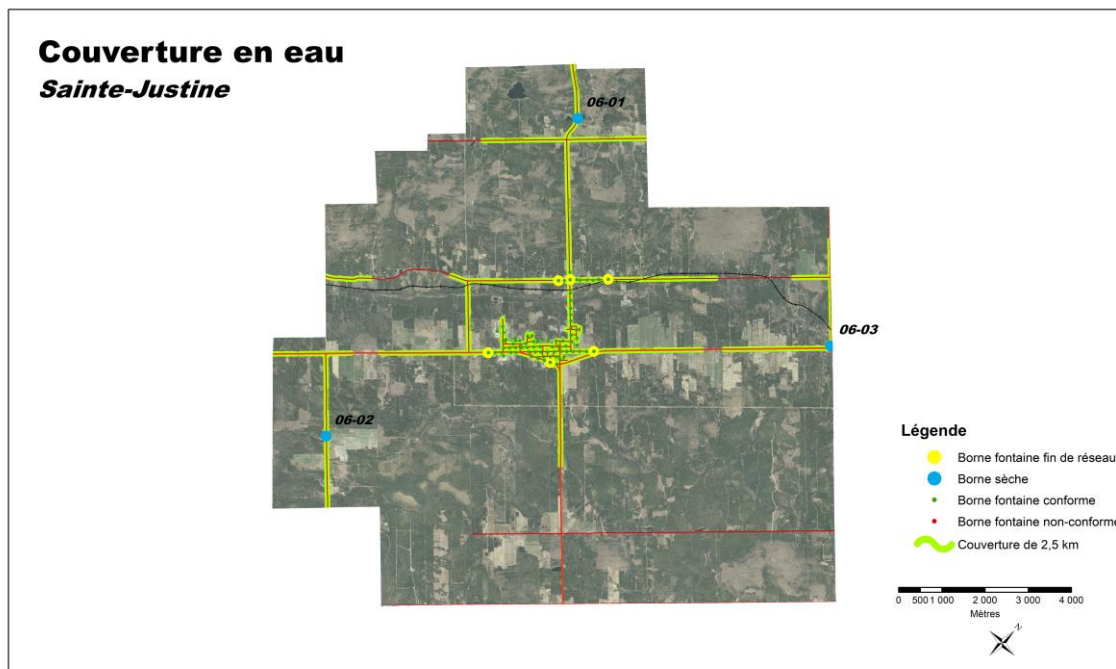 Couverture en eau
Sainte-Justine
06-01
06-03
06-02
Légende
Borne fontaine fin de réseau
Borne sèche
Borne fontaine conforme
Borne fontaine non-conforme
Couverture de 2,5 km
0 500 1 000 2 000 3 000 4 000
Mètres
N